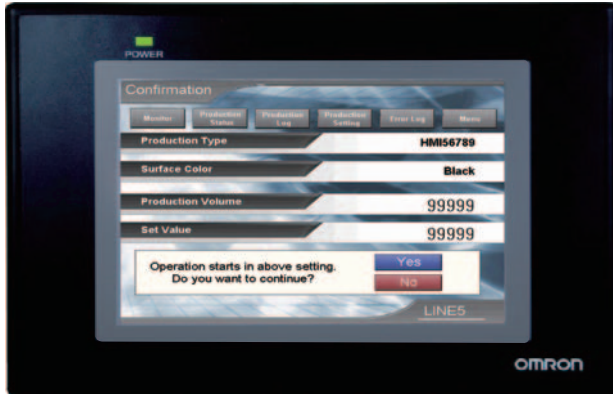 POWER
Confirmation
Monitor
Production
Status
Production
Log
Production
Setting
Error Log
Menu
Production Type
HMI56789
Surface Color
Black
Production Volume
99999
Set Value
99999
Operation starts in above setting.
Do you want to continue?
Yes
No
LINE5
OMRON